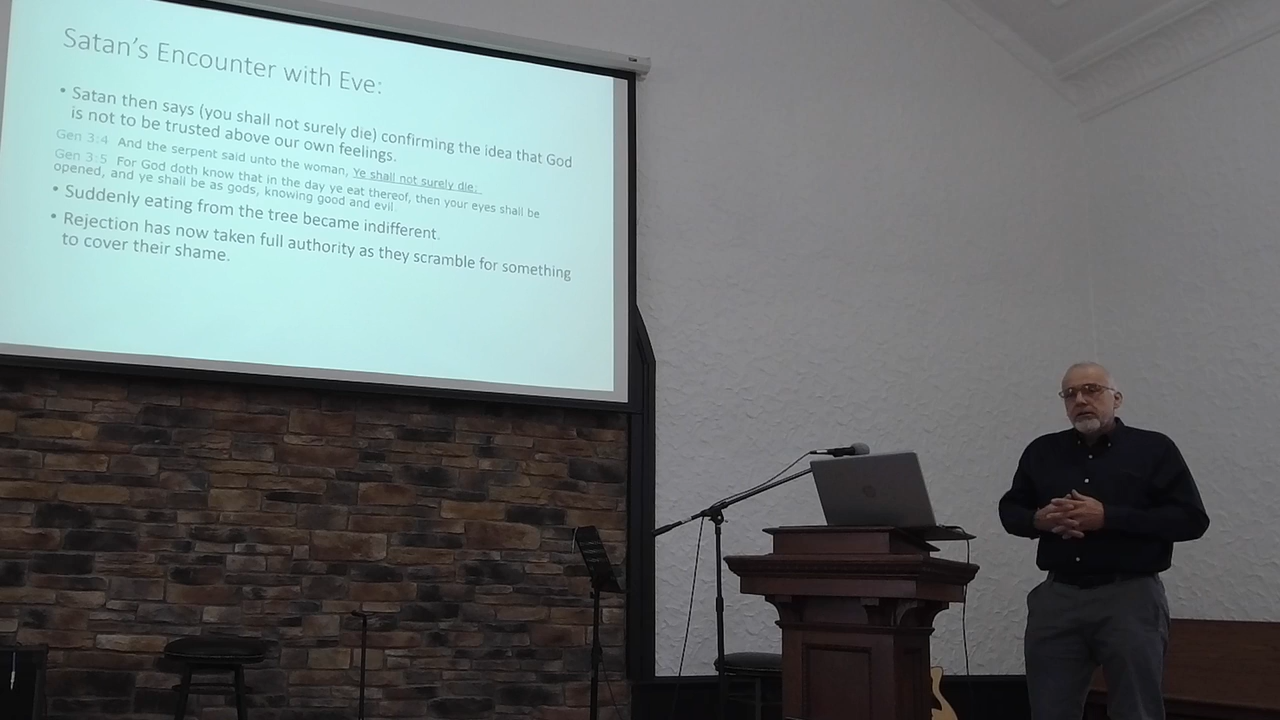 Satan's Encounter with Eve:
• Satan then says (you shall not surely die) confirming the idea that God
is not to be trusted above our own feelings.
Gen 3:4 And the serpent said unto the woman, Ye shall not surely die:
Gen 3:5 For God doth know that in the day ye eat thereof, then your eyes shall be
opened, and ye shall be as gods, knowing good and evil.
• Suddenly eating from the tree became indifferent.
• Rejection has now taken full authority as they scramble for something
to cover their shame.
hp